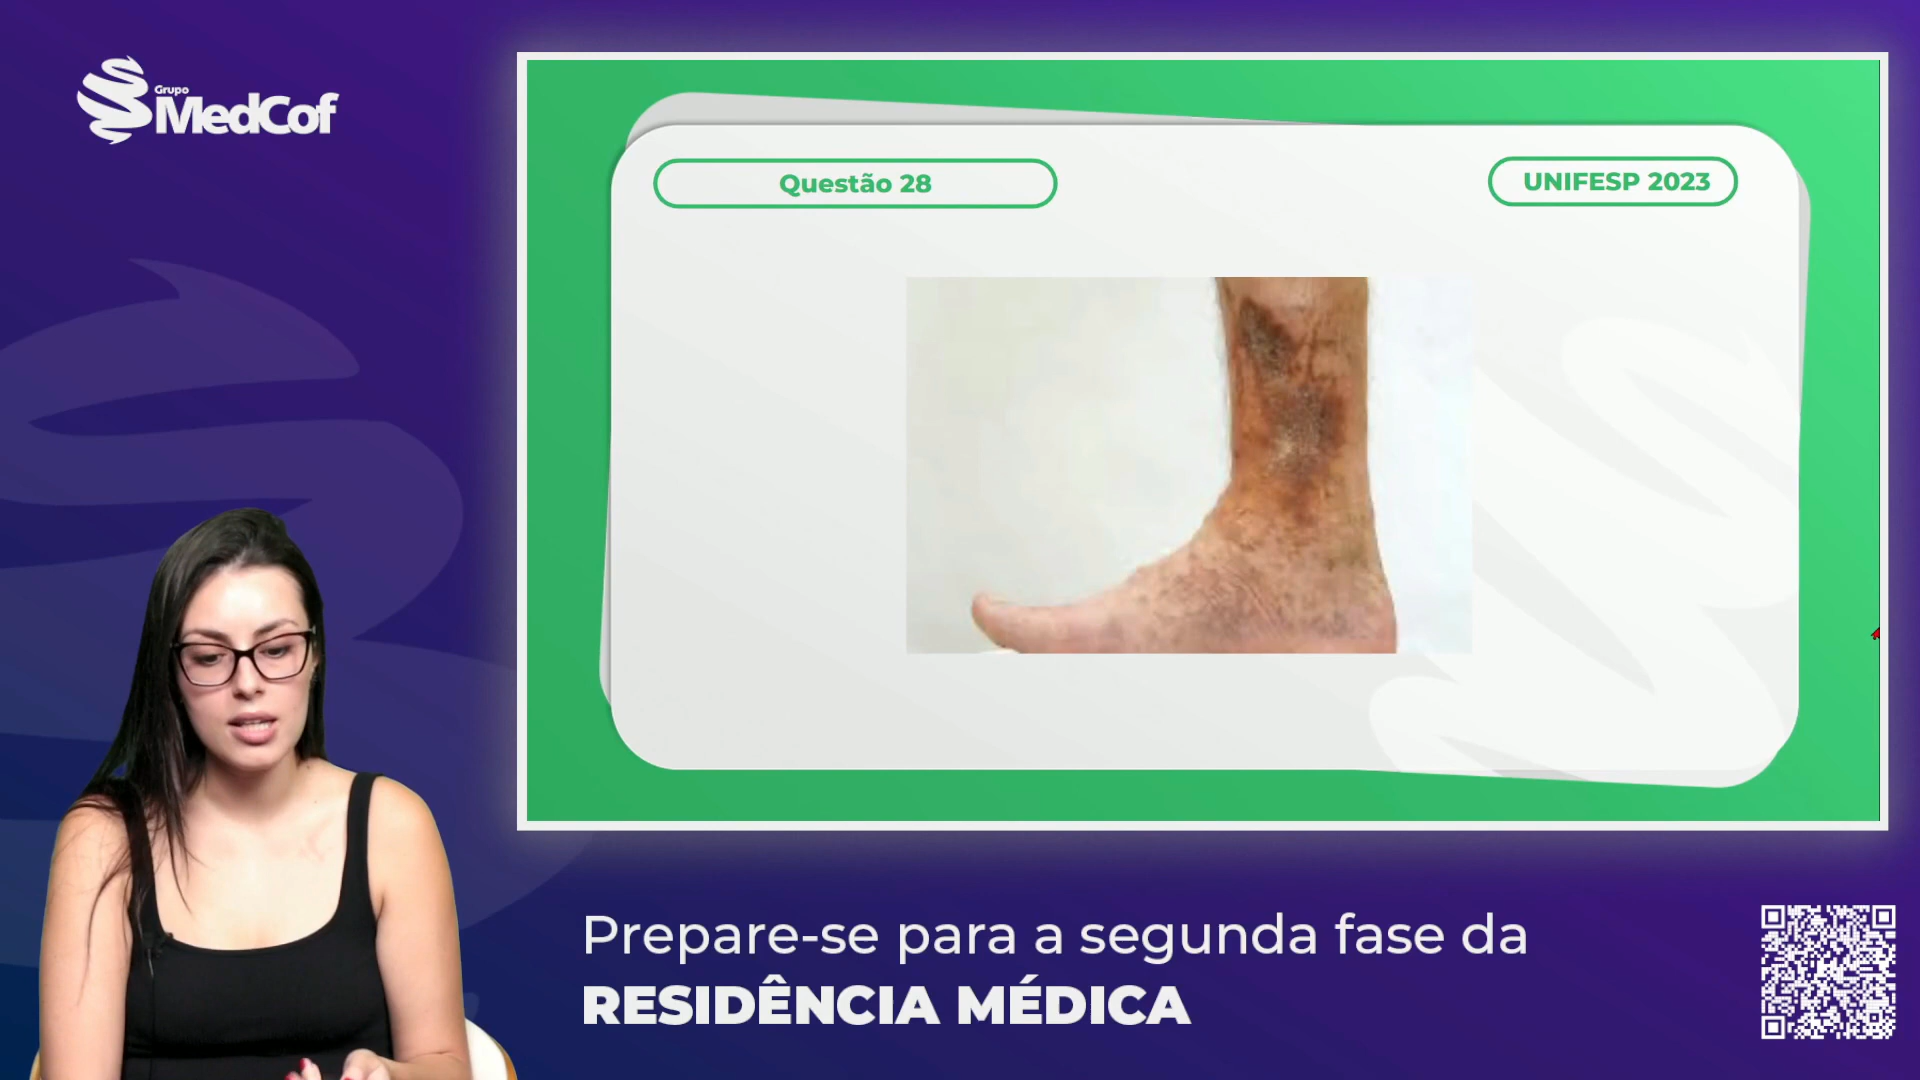 Grupo
MedCof
Questão 28
UNIFESP 2023
Prepare-se para a segunda fase da
RESIDÊNCIA MÉDICA